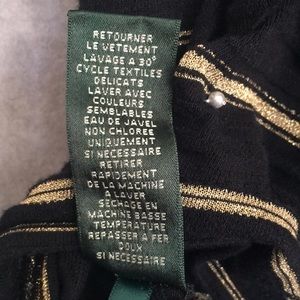 RETOURNER
LE VETEMENT
LAVAGE A 30°
CYCLE TEXTILES
DELICATS
LAVER AVEC
COULEURS
SEMBLABLES
EAU DE JAVEL
NON CHLOREE
UNIQUEMENT
SI NECESSAIRE
RETIRER
RAPIDEMENT
DE LA MACHINE
A LAVER
SECHAGE EN
MACHINE BASSE
TEMPERATURE
REPASSER A FER
DOUX
SI NECESSAIRE